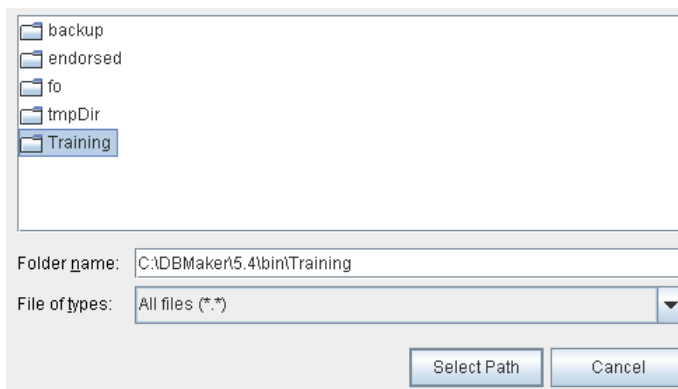 backup
endorsed
fo
tmpDir
Training
Folder name: C:\DBMaker\5.4\bin\Training
File of types: All files (*.*)
Select Path Cancel